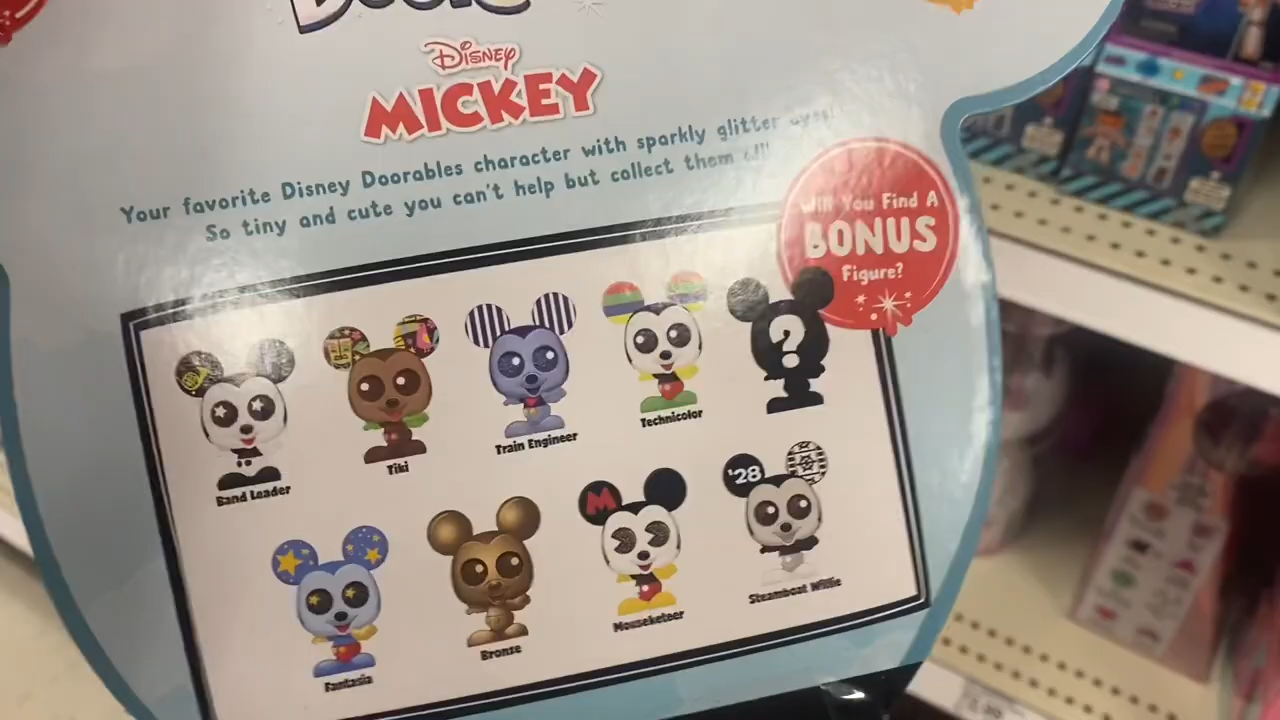 Disney
MICKEY
Your favorite Disney Doorables character with sparkly glitter
So tiny and cute you can't help but collect them all!
Will You Find A
BONUS
Figure?
?
Band Leader
Tiki
Train Engineer
Technicolor
M
'28
Fantasia
Bronze
Mouseketeer
Steamboat Willie